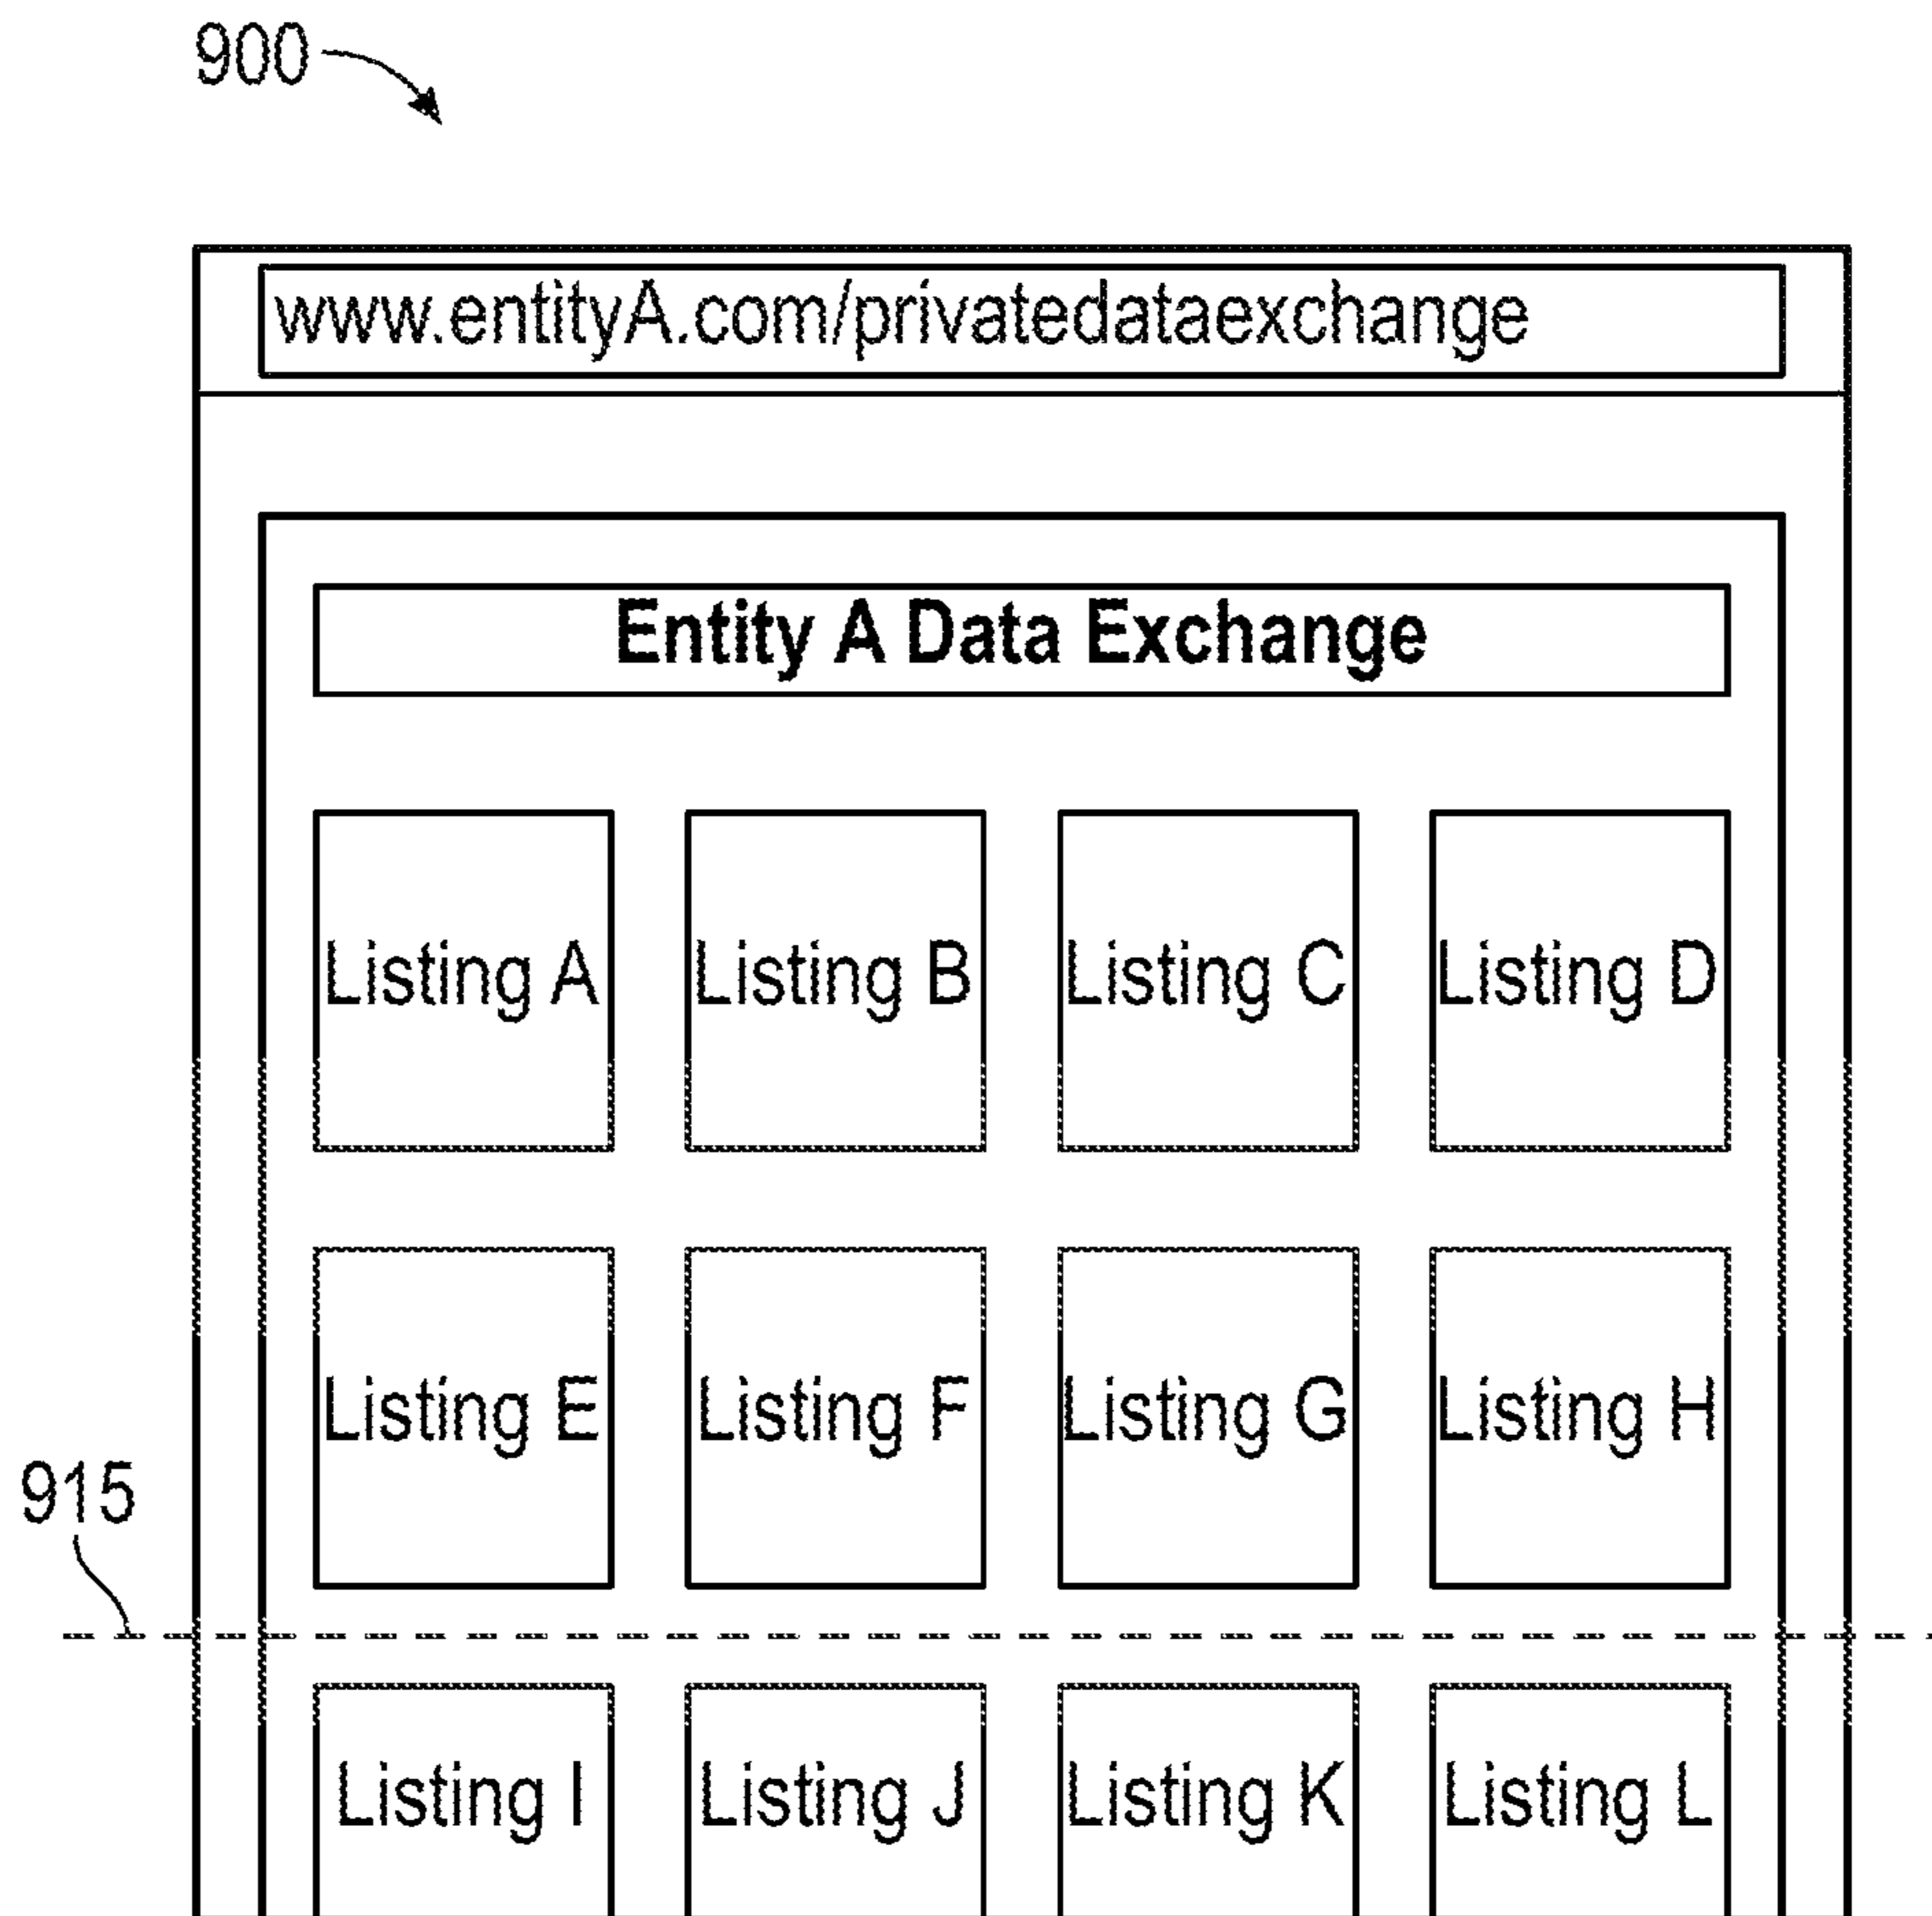 900
www.entityA.com/privatedataexchange
Entity A Data Exchange
Listing A Listing B Listing C Listing D
Listing E Listing F Listing G Listing H
915
Listing I Listing J Listing K Listing L